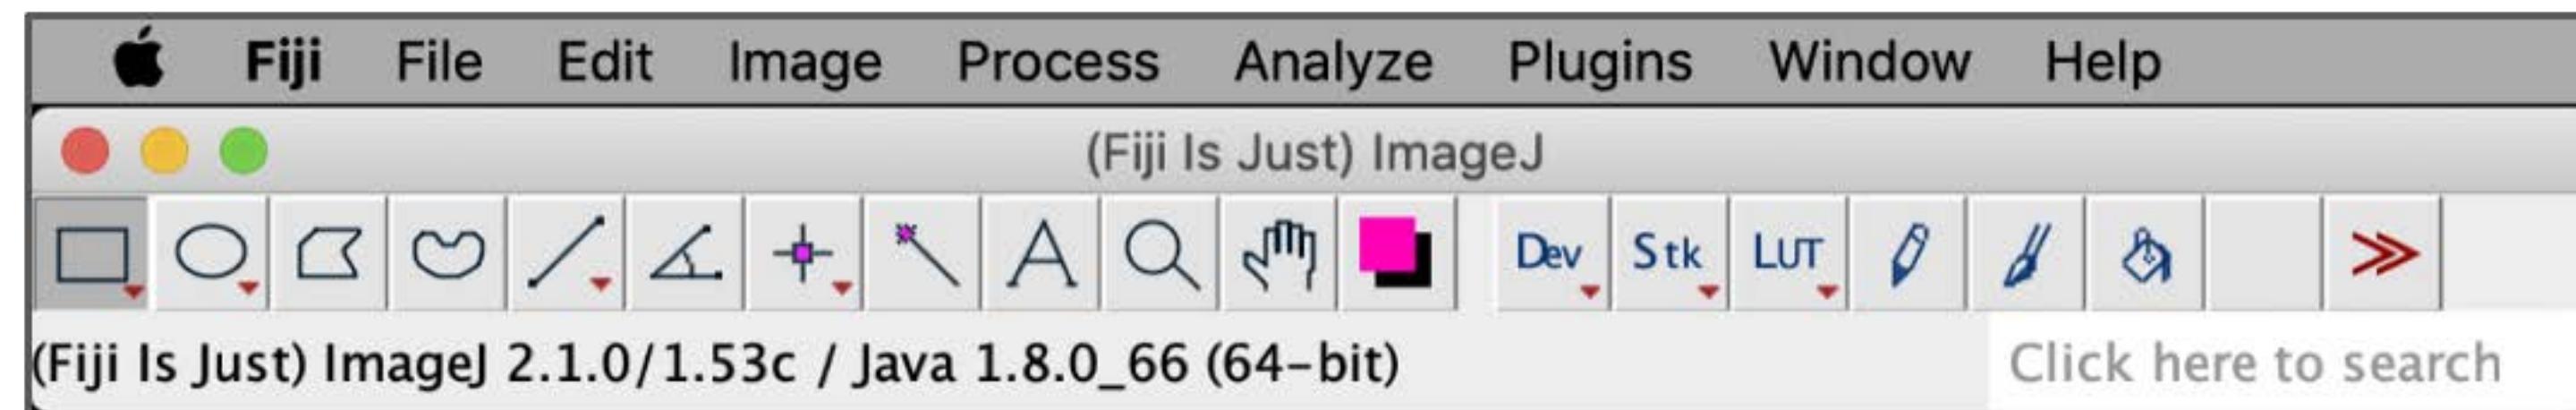 Fiji File Edit Image Process Analyze Plugins Window Help
(Fiji Is Just) ImageJ
A Dev Stk LUT >>
(Fiji Is Just) ImageJ 2.1.0/1.53c / Java 1.8.0_66 (64-bit) Click here to search